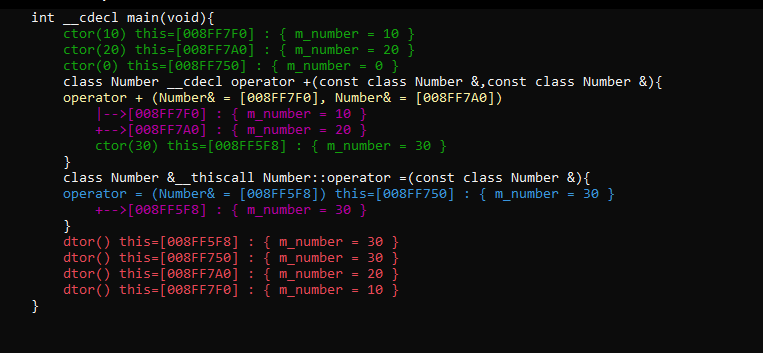 int __cdecl main(void){
    ctor(10) this=[008FF7F0] : { m_number = 10 }
    ctor(20) this=[008FF7A0] : { m_number = 20 }
    ctor(0) this=[008FF750] : { m_number = 0 }
    class Number __cdecl operator +(const class Number &,const class Number &){
    operator + (Number& = [008FF7F0], Number& = [008FF7A0])
        |-->[008FF7F0] : { m_number = 10 }
        +-->[008FF7A0] : { m_number = 20 }
        ctor(30) this=[008FF5F8] : { m_number = 30 }
    }
    class Number &__thiscall Number::operator =(const class Number &){
    operator = (Number& = [008FF5F8]) this=[008FF750] : { m_number = 30 }
        +-->[008FF5F8] : { m_number = 30 }
    }
    dtor() this=[008FF5F8] : { m_number = 30 }
    dtor() this=[008FF750] : { m_number = 30 }
    dtor() this=[008FF7A0] : { m_number = 20 }
    dtor() this=[008FF7F0] : { m_number = 10 }
}